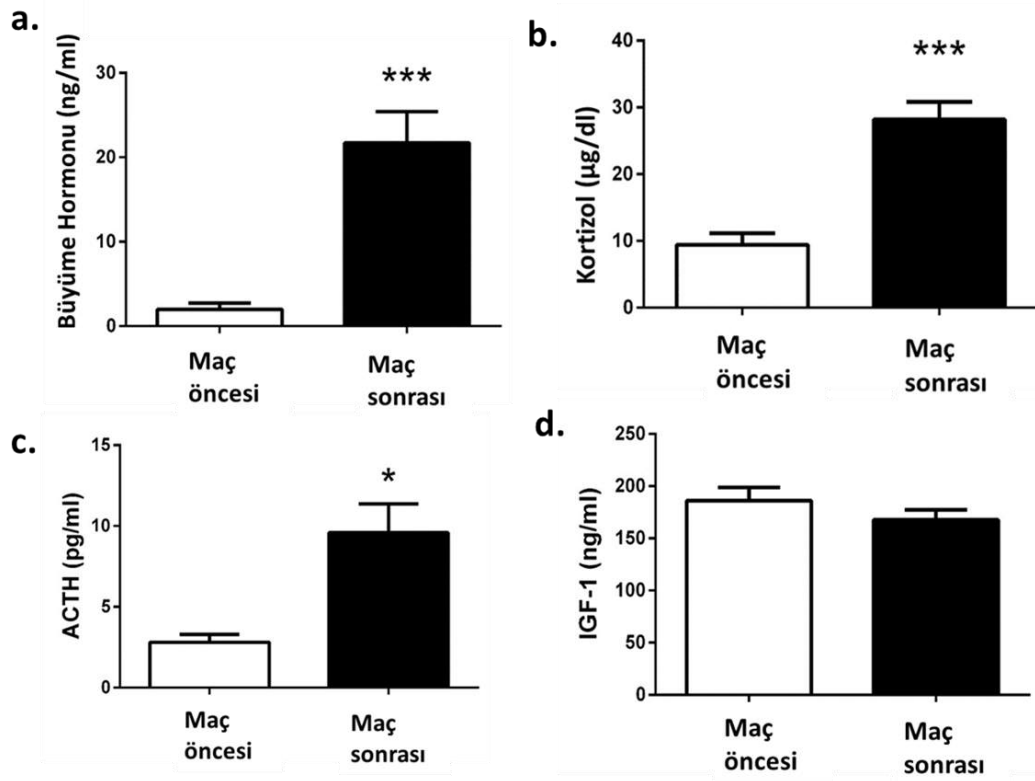 a.
Büyüme Hormonu (ng/ml)
30
20
10
0
***
Maç
öncesi
Maç
sonrası
b.
Kortizol (µg/dl)
40
30
20
10
0
***
Maç
öncesi
Maç
sonrası
c.
ACTH (pg/ml)
15
10
5
0
*
Maç
öncesi
Maç
sonrası
d.
IGF-1 (ng/ml)
250
200
150
100
50
0
Maç
öncesi
Maç
sonrası